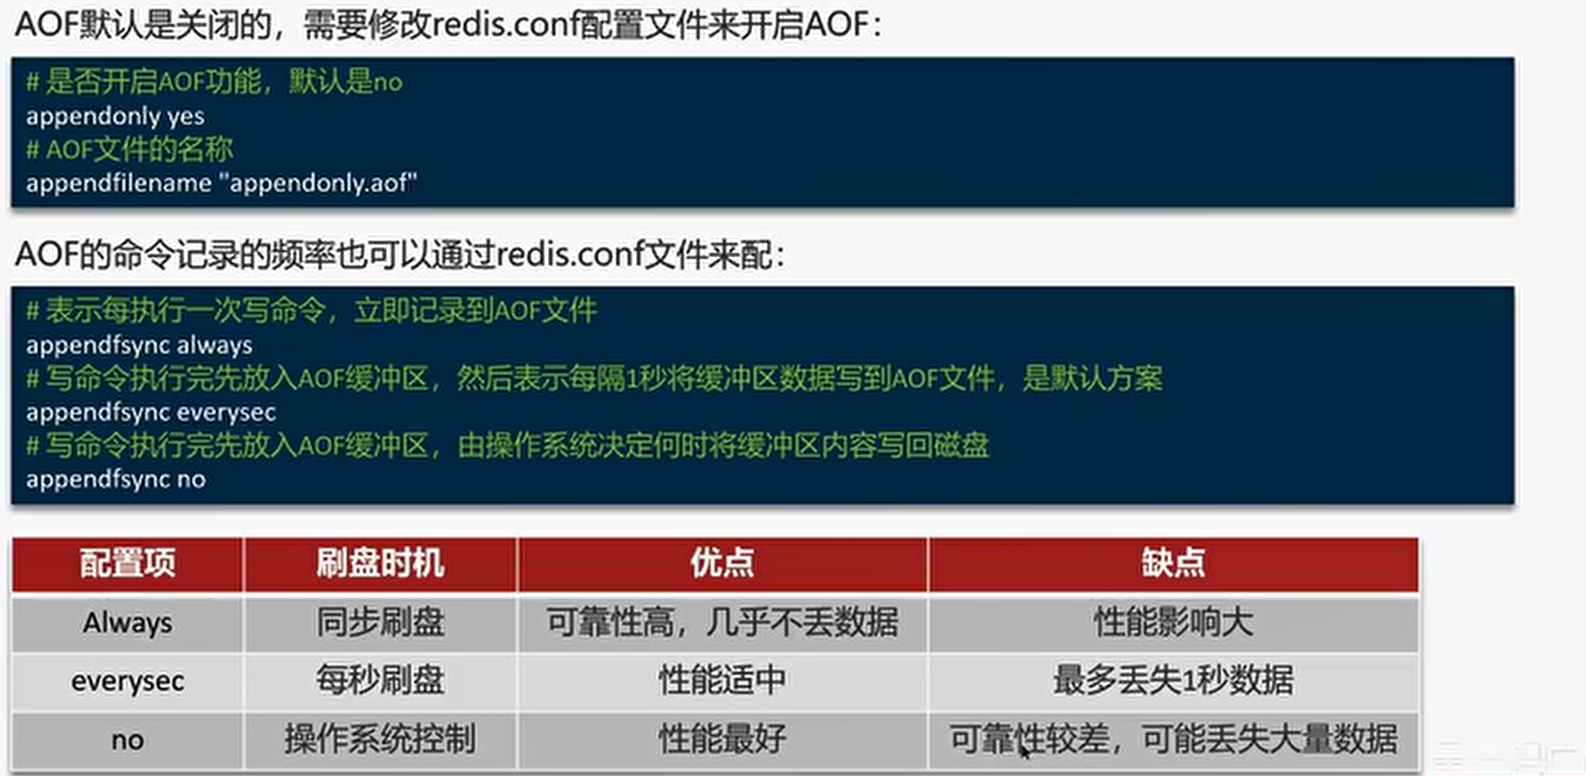 AOF默认是关闭的，需要修改redis.conf配置文件来开启AOF：
# 是否开启AOF功能，默认是no
appendonly yes
# AOF文件的名称
appendfilename "appendonly.aof"
AOF的命令记录的频率也可以通过redis.conf文件来配：
# 表示每执行一次写命令，立即记录到AOF文件
appendfsync always
# 写命令执行完先放入AOF缓冲区，然后表示每隔1秒将缓冲区数据写到AOF文件，是默认方案
appendfsync everysec
# 写命令执行完先放入AOF缓冲区，由操作系统决定何时将缓冲区内容写回磁盘
appendfsync no
配置项 刷盘时机 优点 缺点
Always 同步刷盘 可靠性高，几乎不丢数据 性能影响大
everysec 每秒刷盘 性能适中 最多丢失1秒数据
no 操作系统控制 性能最好 可靠性较差，可能丢失大量数据